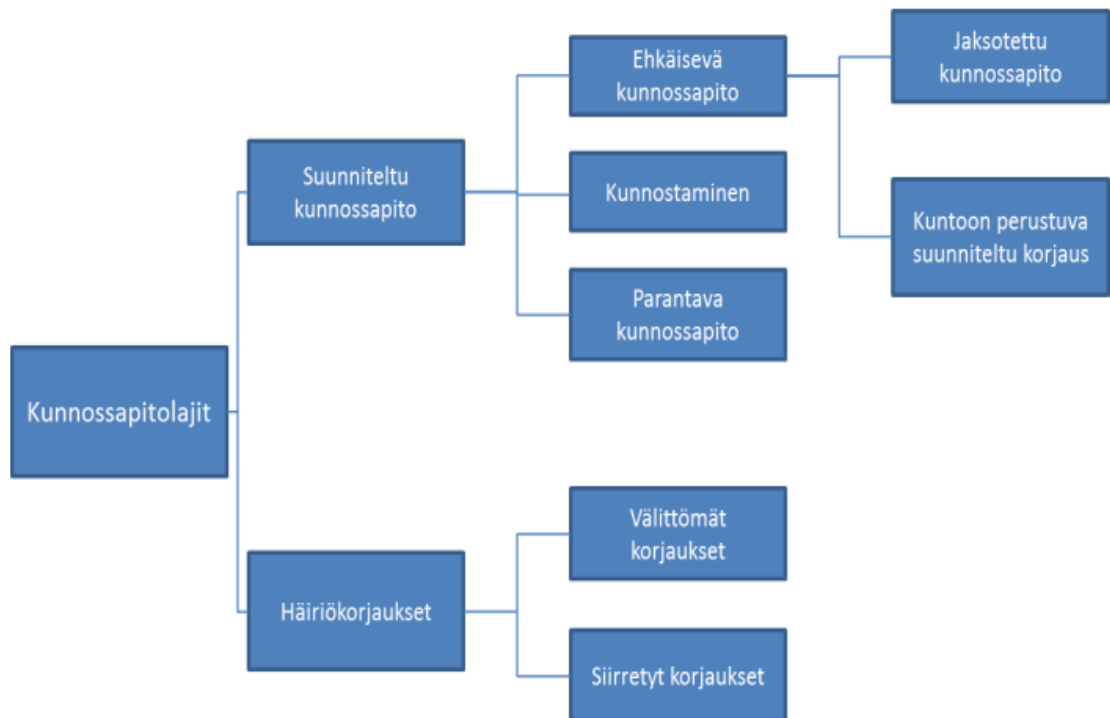 Kunnossapitolajit
Suunniteltu
kunnossapito
Ehkäisevä
kunnossapito
Jaksotettu
kunnossapito
Kuntoon perustuva
suunniteltu korjaus
Kunnostaminen
Parantava
kunnossapito
Häiriökorjaukset
Välittömät
korjaukset
Siirretyt korjaukset